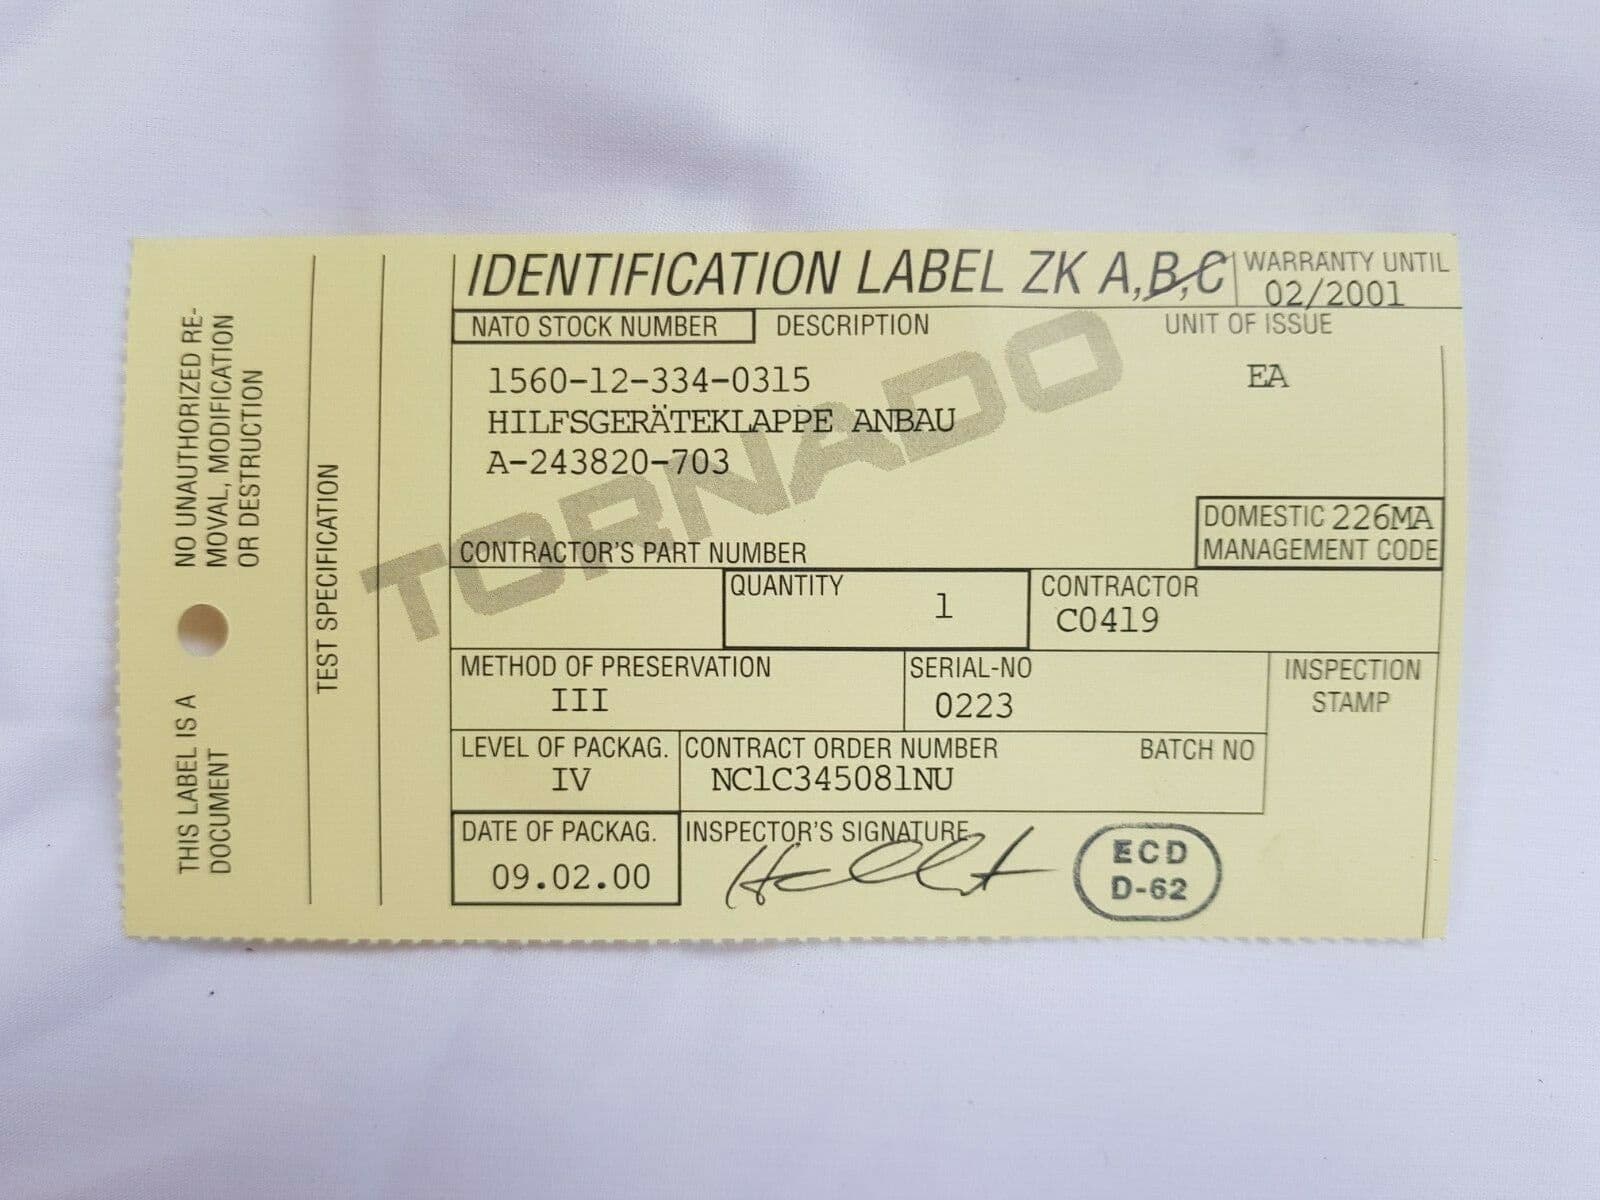 IDENTIFICATION LABEL ZK A,B,C
WARRANTY UNTIL
02/2001
NATO STOCK NUMBER
DESCRIPTION
UNIT OF ISSUE
1560-12-334-0315
EA
HILFSGERÄTEKLAPPE ANBAU
A-243820-703
TORNADO
DOMESTIC 226MA
MANAGEMENT CODE
CONTRACTOR'S PART NUMBER
QUANTITY
1
CONTRACTOR
C0419
METHOD OF PRESERVATION
III
SERIAL-NO
0223
INSPECTION
STAMP
LEVEL OF PACKAG.
IV
CONTRACT ORDER NUMBER
BATCH NO
NC1C345081NU
DATE OF PACKAG.
09.02.00
INSPECTOR'S SIGNATURE
ECD
D-62
TEST SPECIFICATION
THIS LABEL IS A
DOCUMENT
NO UNAUTHORIZED RE-
MOVAL, MODIFICATION
OR DESTRUCTION